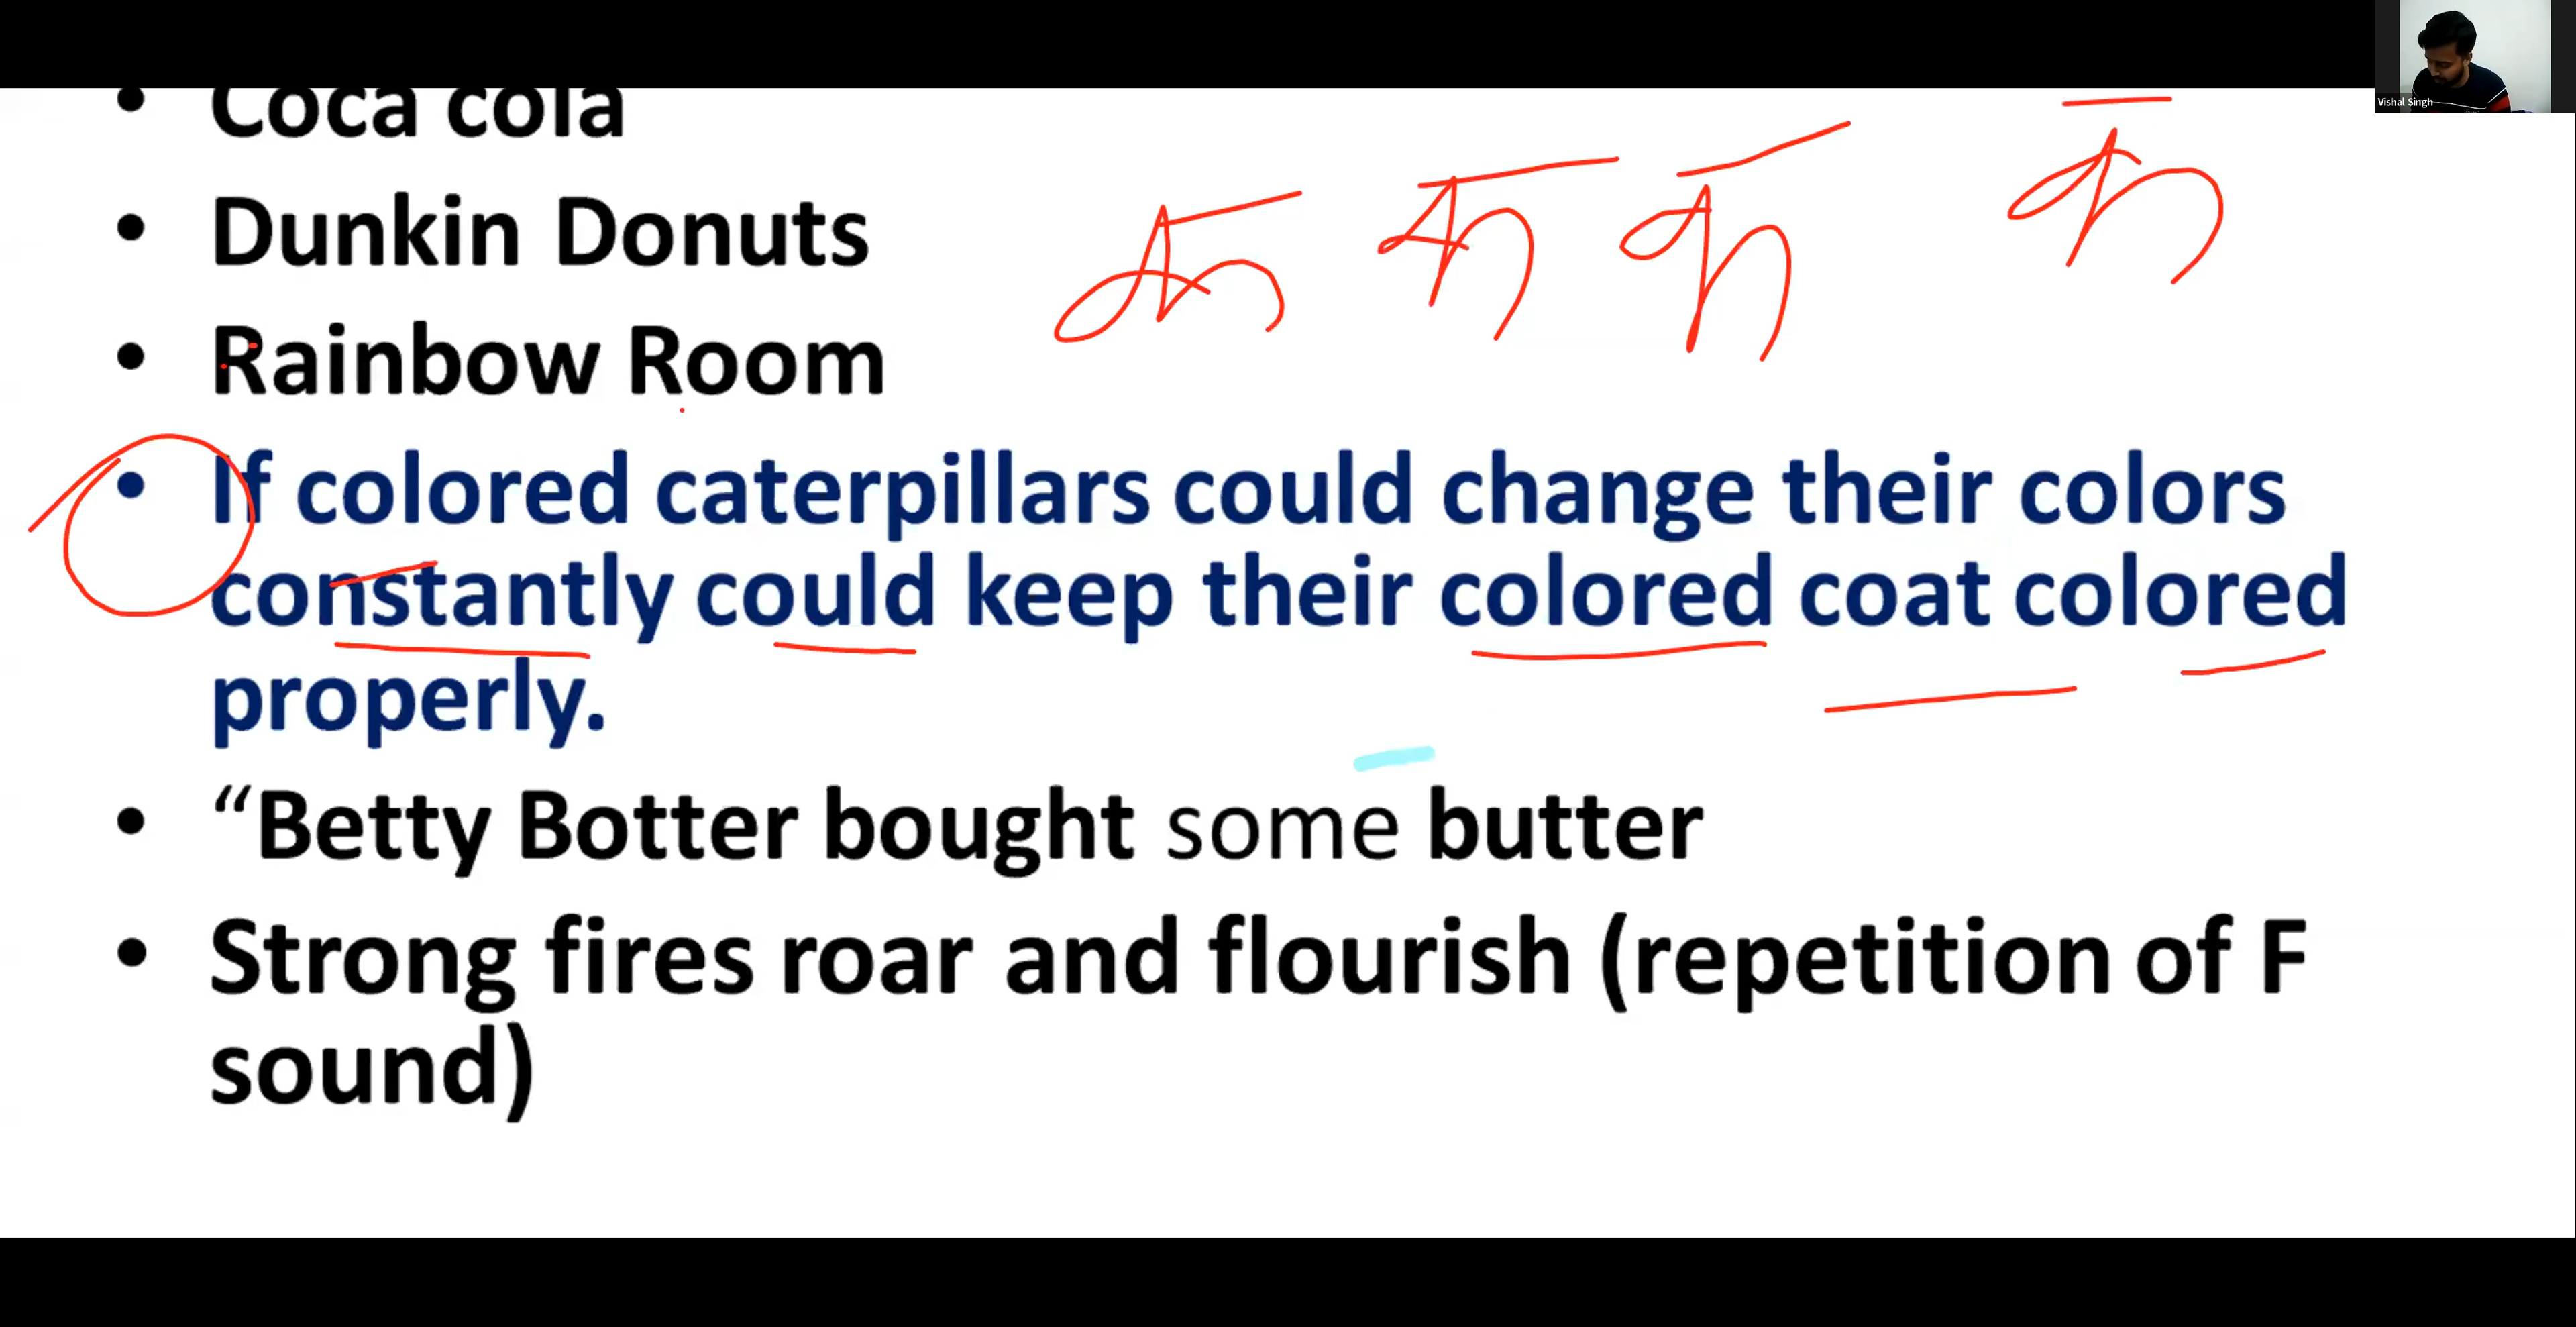 Vishal Singh
• Coca cola
• Dunkin Donuts
क क क क
• Rainbow Room
• If colored caterpillars could change their colors
constantly could keep their colored coat colored
properly.
• “Betty Botter bought some butter
• Strong fires roar and flourish (repetition of F
sound)